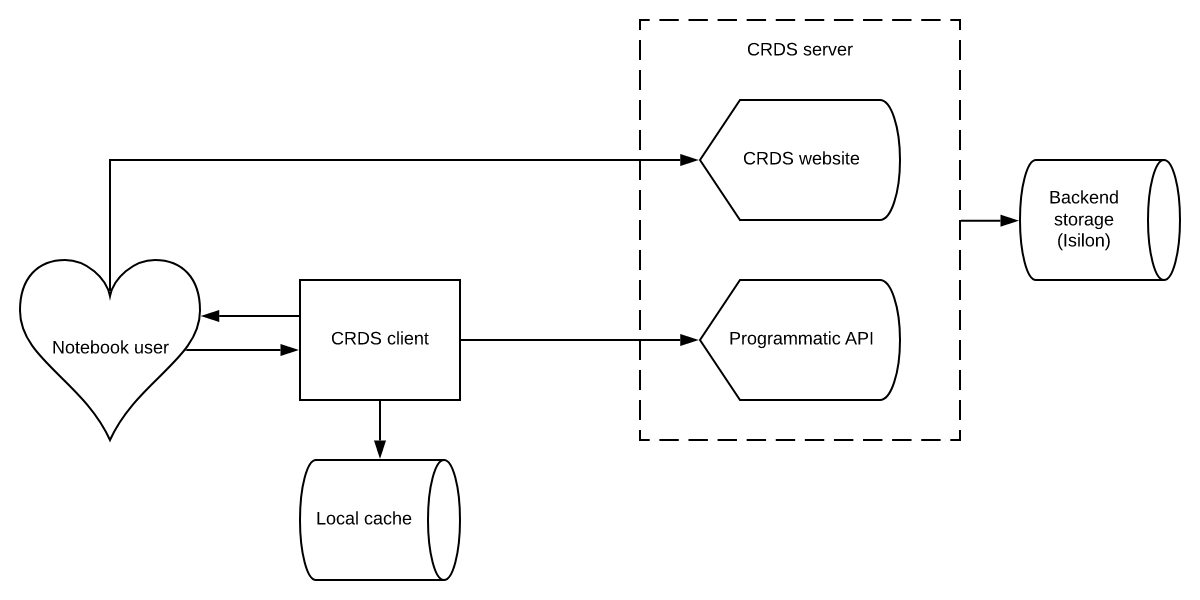 CRDS server
CRDS website
Backend
storage
(Isilon)
Notebook user
CRDS client
Programmatic API
Local cache